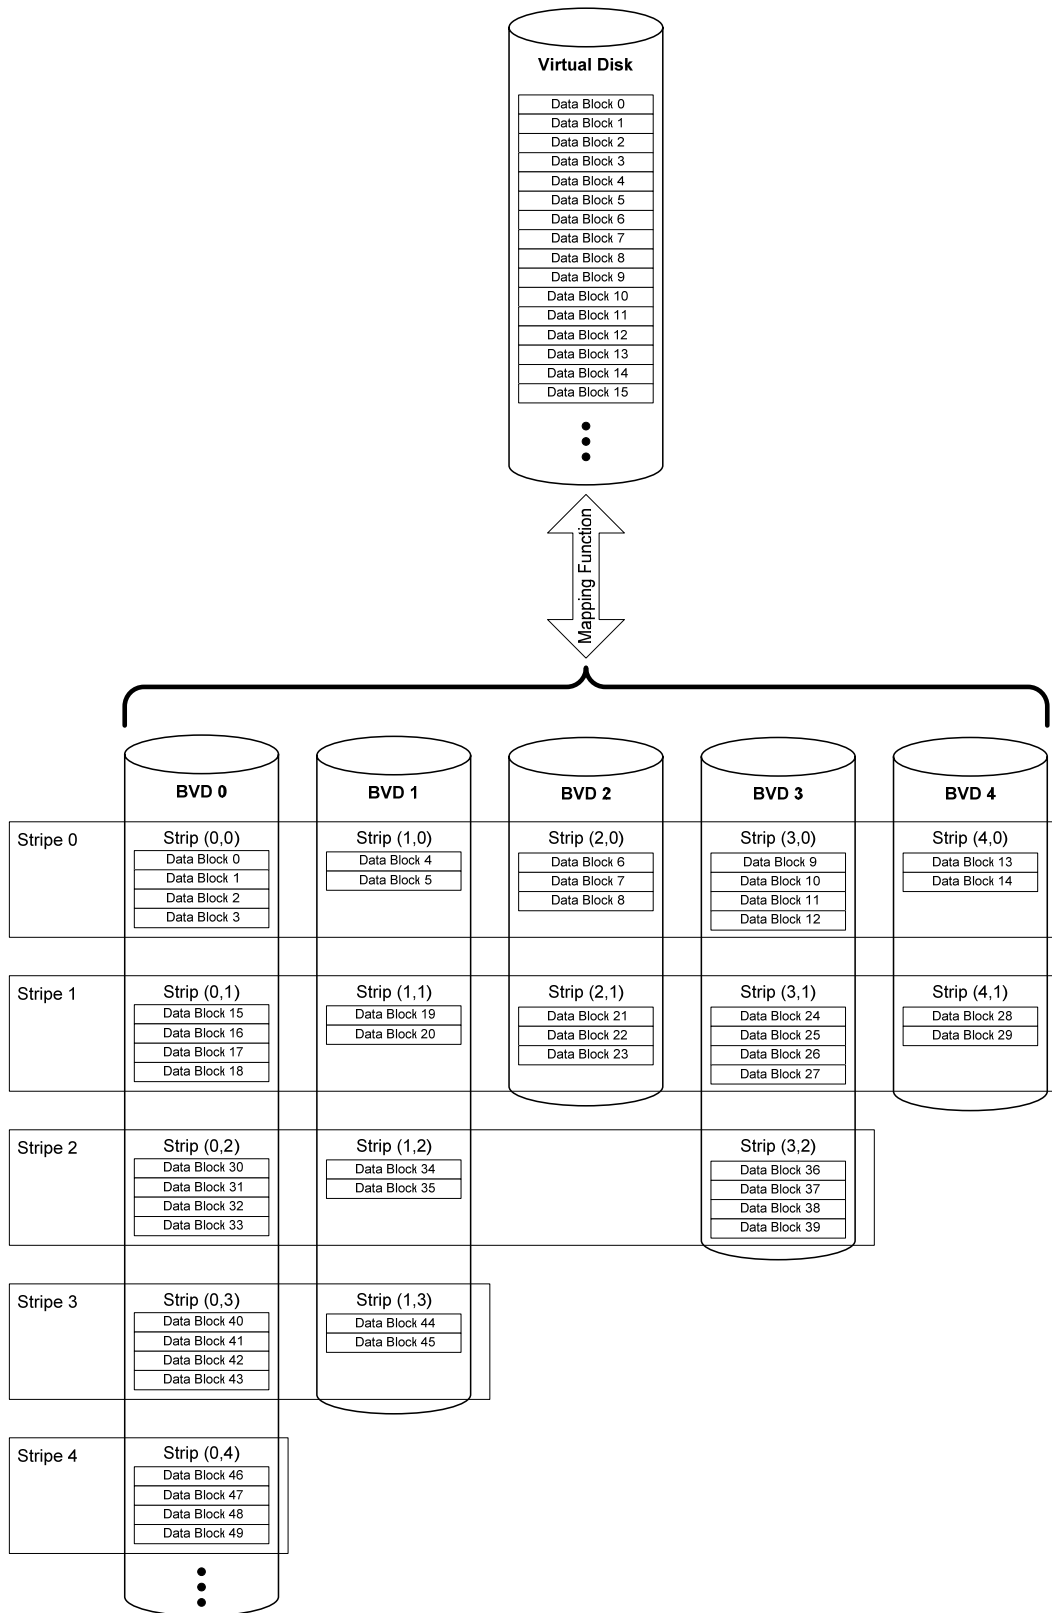 Virtual Disk
Data Block 0
Data Block 1
Data Block 2
Data Block 3
Data Block 4
Data Block 5
Data Block 6
Data Block 7
Data Block 8
Data Block 9
Data Block 10
Data Block 11
Data Block 12
Data Block 13
Data Block 14
Data Block 15
Mapping Function
BVD 0
BVD 1
BVD 2
BVD 3
BVD 4
Stripe 0
Strip (0,0)
Data Block 0
Data Block 1
Data Block 2
Data Block 3
Strip (1,0)
Data Block 4
Data Block 5
Strip (2,0)
Data Block 6
Data Block 7
Data Block 8
Strip (3,0)
Data Block 9
Data Block 10
Data Block 11
Data Block 12
Strip (4,0)
Data Block 13
Data Block 14
Stripe 1
Strip (0,1)
Data Block 15
Data Block 16
Data Block 17
Data Block 18
Strip (1,1)
Data Block 19
Data Block 20
Strip (2,1)
Data Block 21
Data Block 22
Data Block 23
Strip (3,1)
Data Block 24
Data Block 25
Data Block 26
Data Block 27
Strip (4,1)
Data Block 28
Data Block 29
Stripe 2
Strip (0,2)
Data Block 30
Data Block 31
Data Block 32
Data Block 33
Strip (1,2)
Data Block 34
Data Block 35
Strip (3,2)
Data Block 36
Data Block 37
Data Block 38
Data Block 39
Stripe 3
Strip (0,3)
Data Block 40
Data Block 41
Data Block 42
Data Block 43
Strip (1,3)
Data Block 44
Data Block 45
Stripe 4
Strip (0,4)
Data Block 46
Data Block 47
Data Block 48
Data Block 49